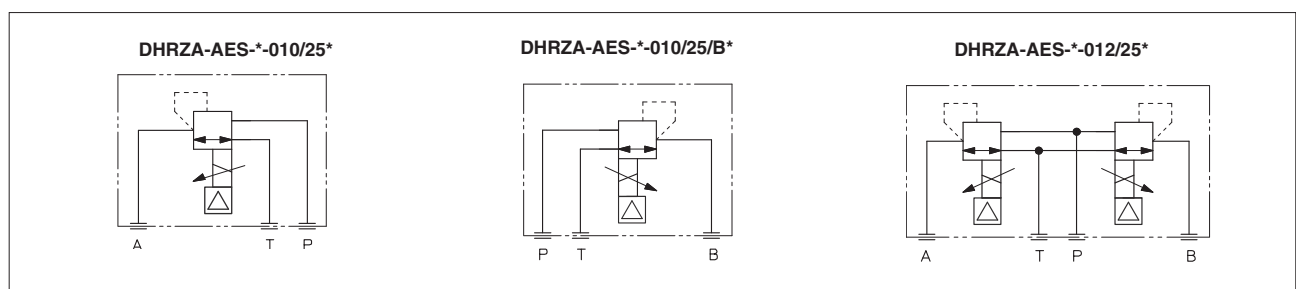 DHRZA-AES-*-010/25*
DHRZA-AES-*-010/25/B*
DHRZA-AES-*-012/25*
A T P
P T B
A T P B